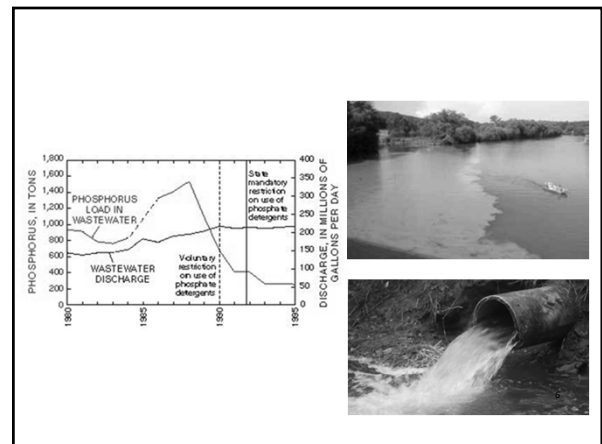 1,800
1,600
1,400
1,200
1,000
800
600
400
200
0
PHOSPHORUS, IN TONS
PHOSPHORUS
LOAD IN
WASTEWATER
WASTEWATER
DISCHARGE
Voluntary
restriction
on use of
phosphate
detergents
State
mandatory
restriction
on use of
phosphate
detergents
400
350
300
250
200
150
100
50
0
DISCHARGE, IN MILLIONS OF
GALLONS PER DAY
1980
1985
1990
1995
6